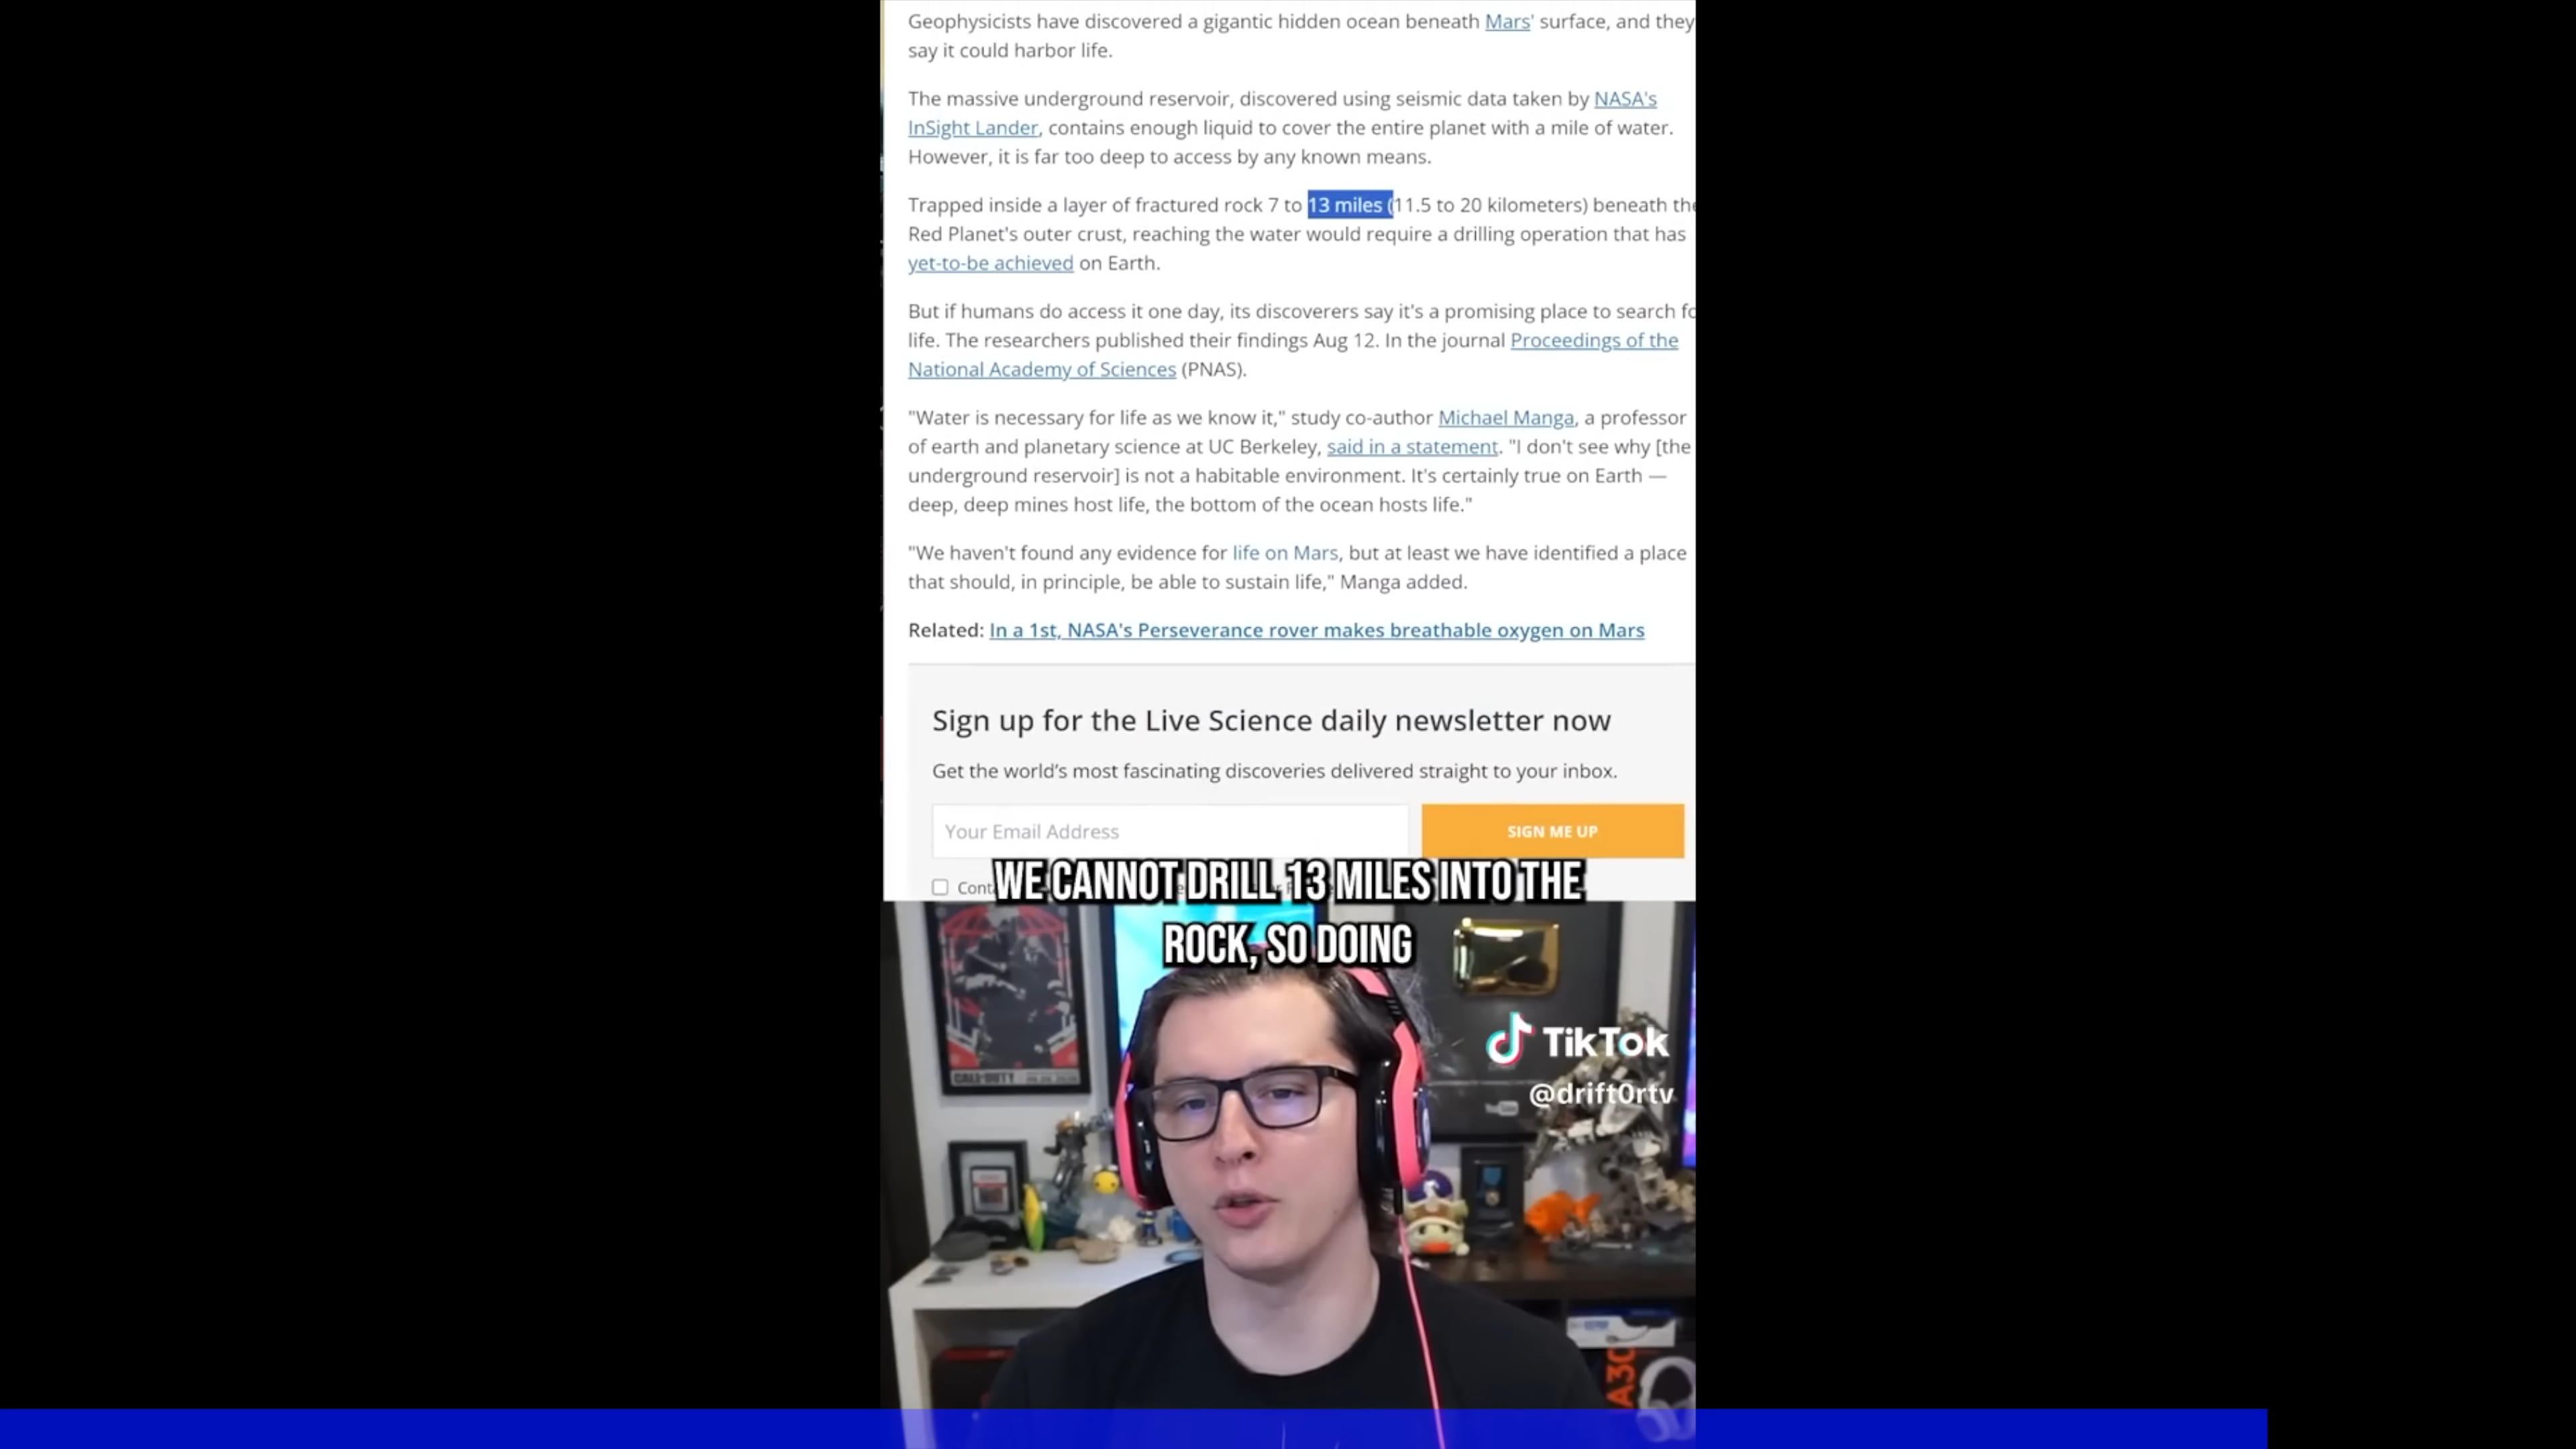 Geophysicists have discovered a gigantic hidden ocean beneath Mars' surface, and they
say it could harbor life.
The massive underground reservoir, discovered using seismic data taken by NASA's
InSight Lander, contains enough liquid to cover the entire planet with a mile of water.
However, it is far too deep to access by any known means.
Trapped inside a layer of fractured rock 7 to 13 miles (11.5 to 20 kilometers) beneath the
Red Planet's outer crust, reaching the water would require a drilling operation that has
yet-to-be achieved on Earth.
But if humans do access it one day, its discoverers say it's a promising place to search
life. The researchers published their findings Aug 12. In the journal Proceedings of the
National Academy of Sciences (PNAS).
"Water is necessary for life as we know it," study co-author Michael Manga, a professor
of earth and planetary science at UC Berkeley, said in a statement. "I don't see why [the
underground reservoir] is not a habitable environment. It's certainly true on Earth —
deep, deep mines host life, the bottom of the ocean hosts life."
"We haven't found any evidence for life on Mars, but at least we have identified a place
that should, in principle, be able to sustain life," Manga added.
Related: In a 1st, NASA's Perseverance rover makes breathable oxygen on Mars
Sign up for the Live Science daily newsletter now
Get the world's most fascinating discoveries delivered straight to your inbox.
Your Email Address
SIGN ME UP
WE CANNOT DRILL 13 MILES INTO THE
ROCK, SO DOING
TikTok
@drift0rtv
CALL OF DUTY